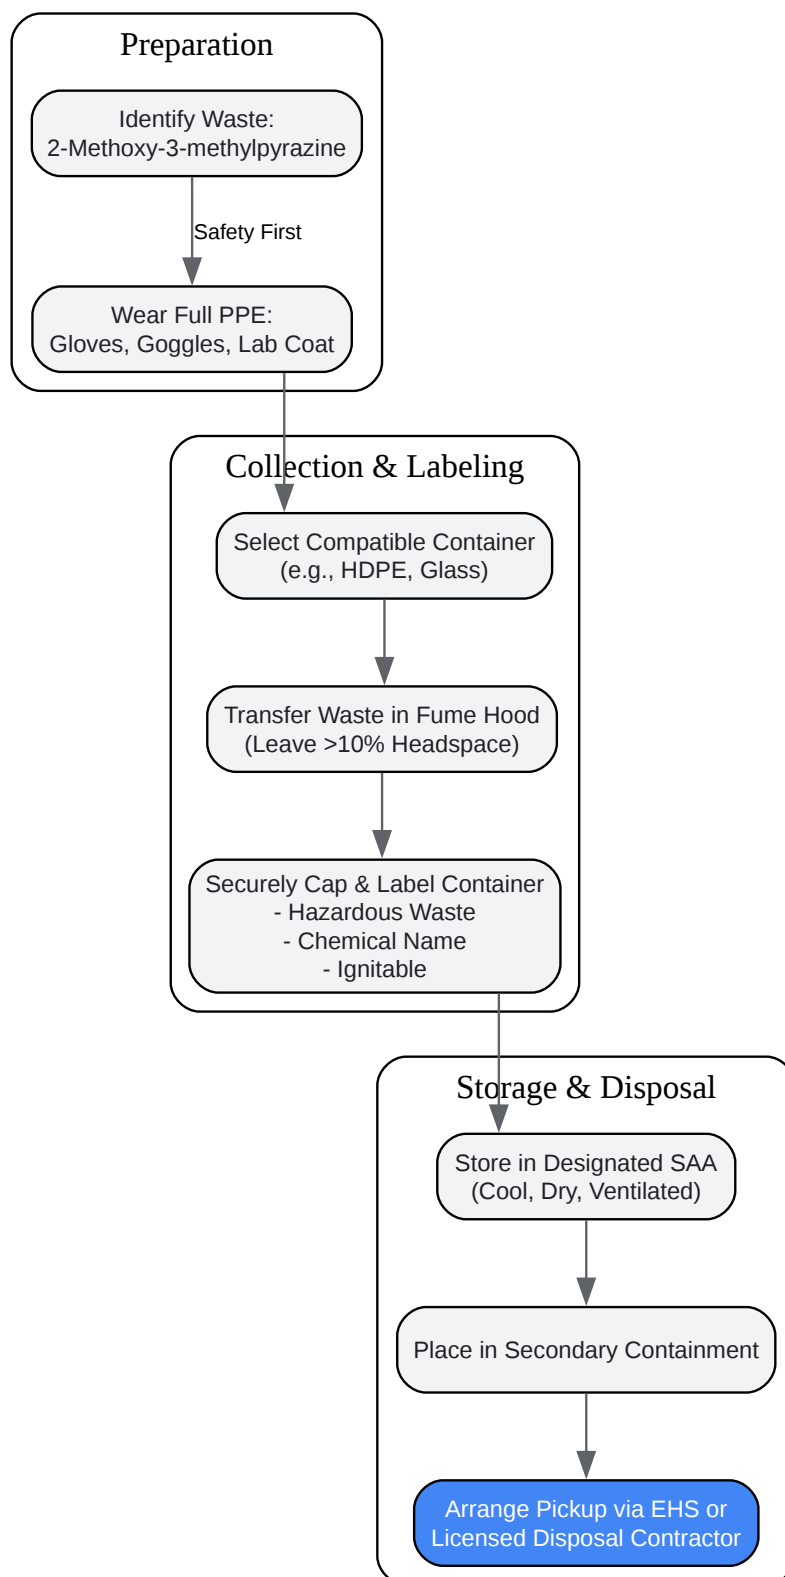 Preparation
Identify Waste:
2-Methoxy-3-methylpyrazine
Safety First
Wear Full PPE:
Gloves, Goggles, Lab Coat
Collection & Labeling
Select Compatible Container
(e.g., HDPE, Glass)
Transfer Waste in Fume Hood
(Leave >10% Headspace)
Securely Cap & Label Container
- Hazardous Waste
- Chemical Name
- Ignitable
Storage & Disposal
Store in Designated SAA
(Cool, Dry, Ventilated)
Place in Secondary Containment
Arrange Pickup via EHS or
Licensed Disposal Contractor